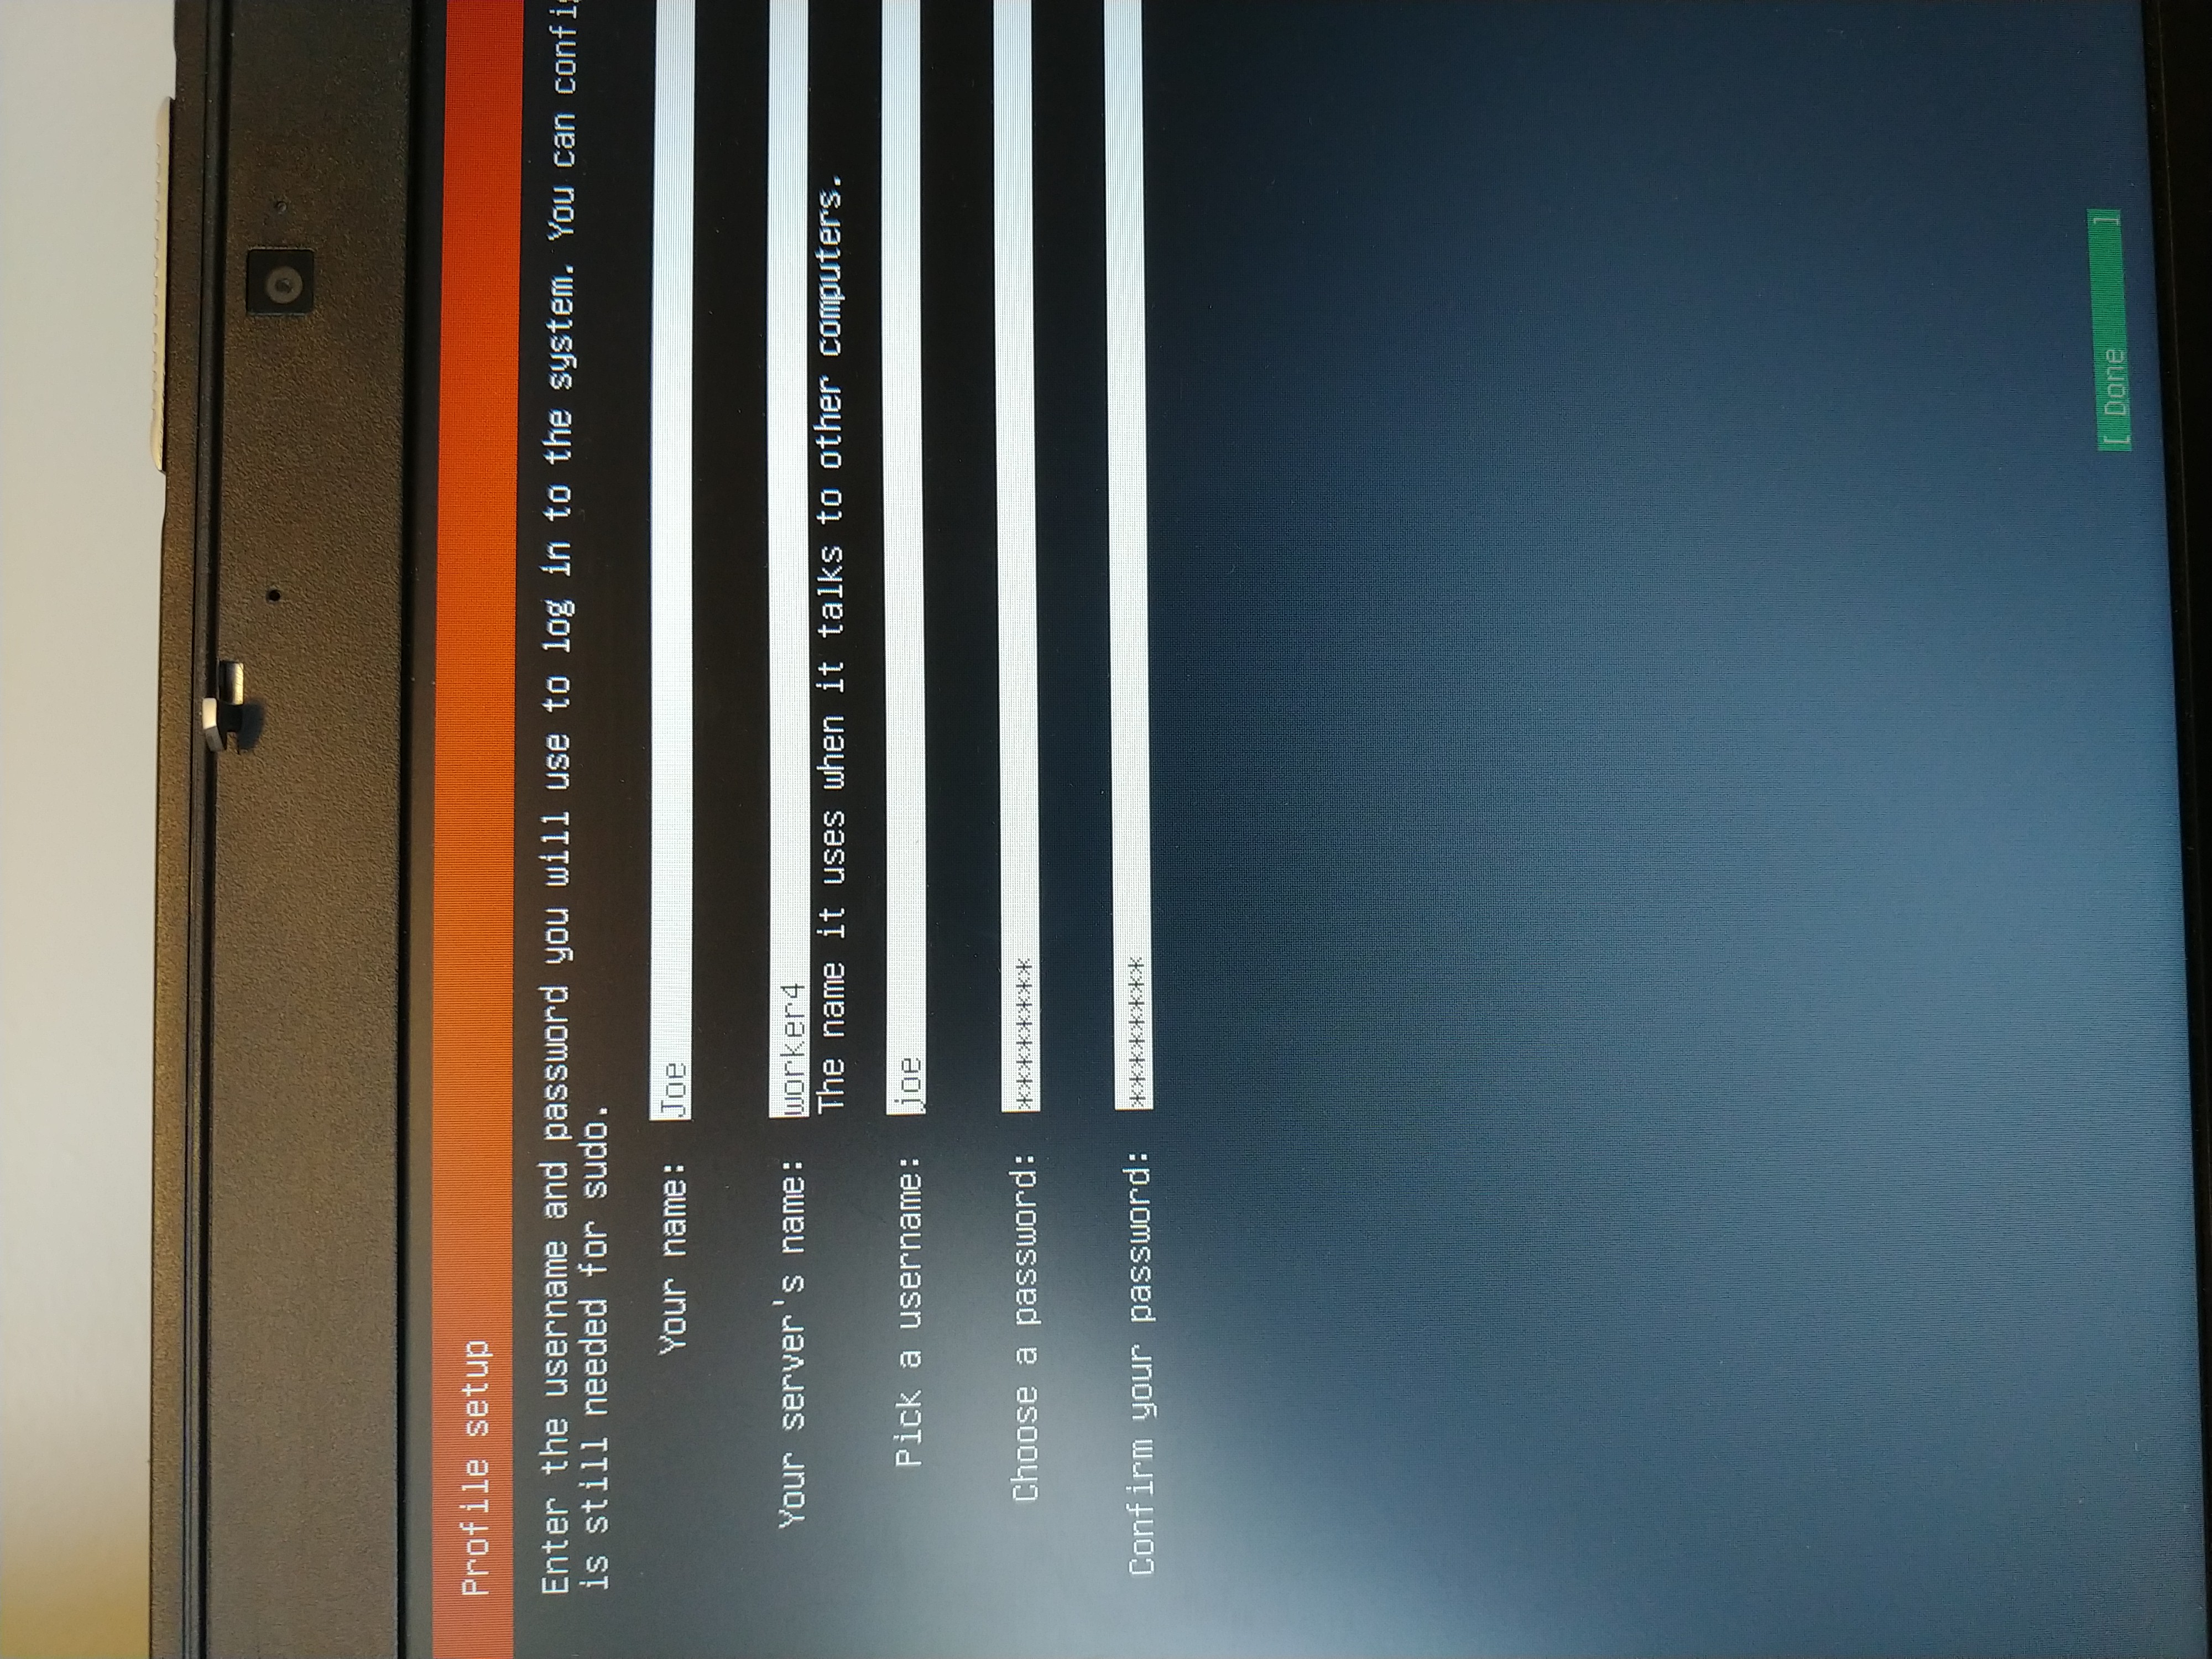 Profile setup
Enter the username and password you will use to log in to the system. You can
is still needed for sudo.
Your name: Joe
Your server's name: worker4
The name it uses when it talks to other computers.
Pick a username: joe
Choose a password: ********
Confirm your password: ********
[ Done ]